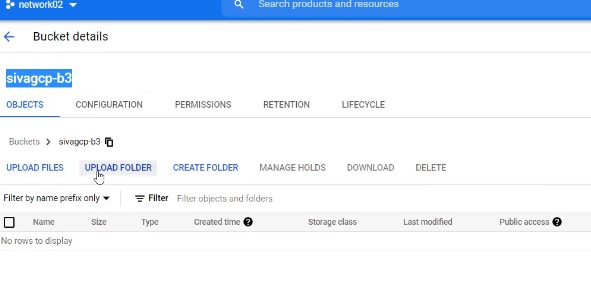 network02 Search products and resources
Bucket details
sivagcp-b3
OBJECTS CONFIGURATION PERMISSIONS RETENTION LIFECYCLE
Buckets > sivagcp-b3
UPLOAD FILES UPLOAD FOLDER CREATE FOLDER MANAGE HOLDS DOWNLOAD DELETE
Filter by name prefix only Filter Filter objects and folders
Name Size Type Created time ? Storage class Last modified Public access ?
No rows to display